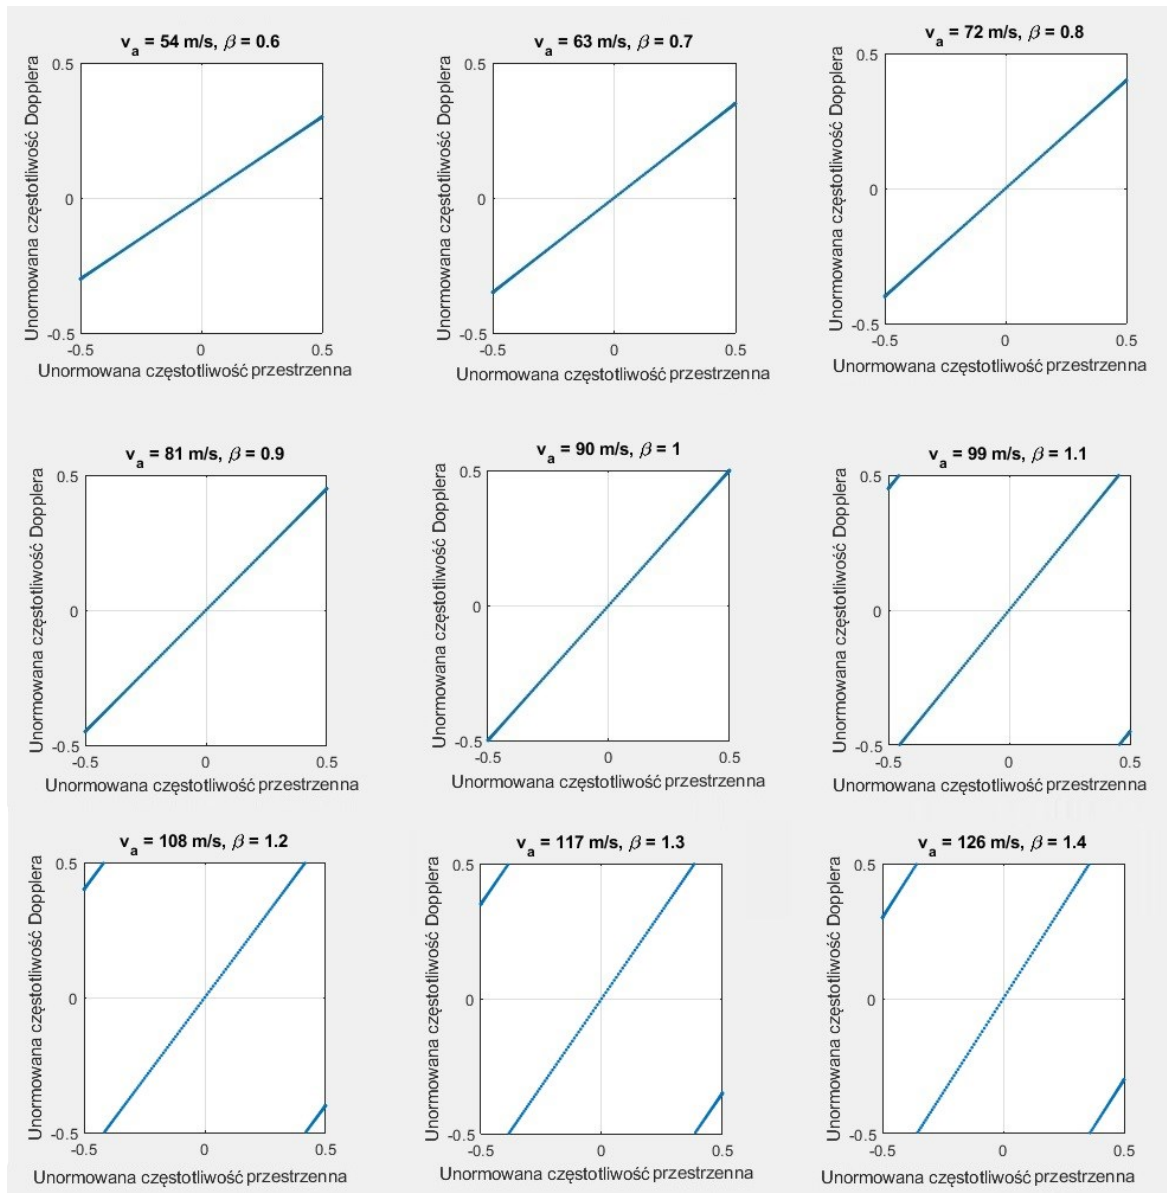 v_a = 54 m/s, β = 0.6
Unormowana częstotliwość Dopplera
0.5
0
-0.5
-0.5 0 0.5
Unormowana częstotliwość przestrzenna
v_a = 63 m/s, β = 0.7
Unormowana częstotliwość Dopplera
0.5
0
-0.5
-0.5 0 0.5
Unormowana częstotliwość przestrzenna
v_a = 72 m/s, β = 0.8
Unormowana częstotliwość Dopplera
0.5
0
-0.5
-0.5 0 0.5
Unormowana częstotliwość przestrzenna
v_a = 81 m/s, β = 0.9
Unormowana częstotliwość Dopplera
0.5
0
-0.5
-0.5 0 0.5
Unormowana częstotliwość przestrzenna
v_a = 90 m/s, β = 1
Unormowana częstotliwość Dopplera
0.5
0
-0.5
-0.5 0 0.5
Unormowana częstotliwość przestrzenna
v_a = 99 m/s, β = 1.1
Unormowana częstotliwość Dopplera
0.5
0
-0.5
-0.5 0 0.5
Unormowana częstotliwość przestrzenna
v_a = 108 m/s, β = 1.2
Unormowana częstotliwość Dopplera
0.5
0
-0.5
-0.5 0 0.5
Unormowana częstotliwość przestrzenna
v_a = 117 m/s, β = 1.3
Unormowana częstotliwość Dopplera
0.5
0
-0.5
-0.5 0 0.5
Unormowana częstotliwość przestrzenna
v_a = 126 m/s, β = 1.4
Unormowana częstotliwość Dopplera
0.5
0
-0.5
-0.5 0 0.5
Unormowana częstotliwość przestrzenna